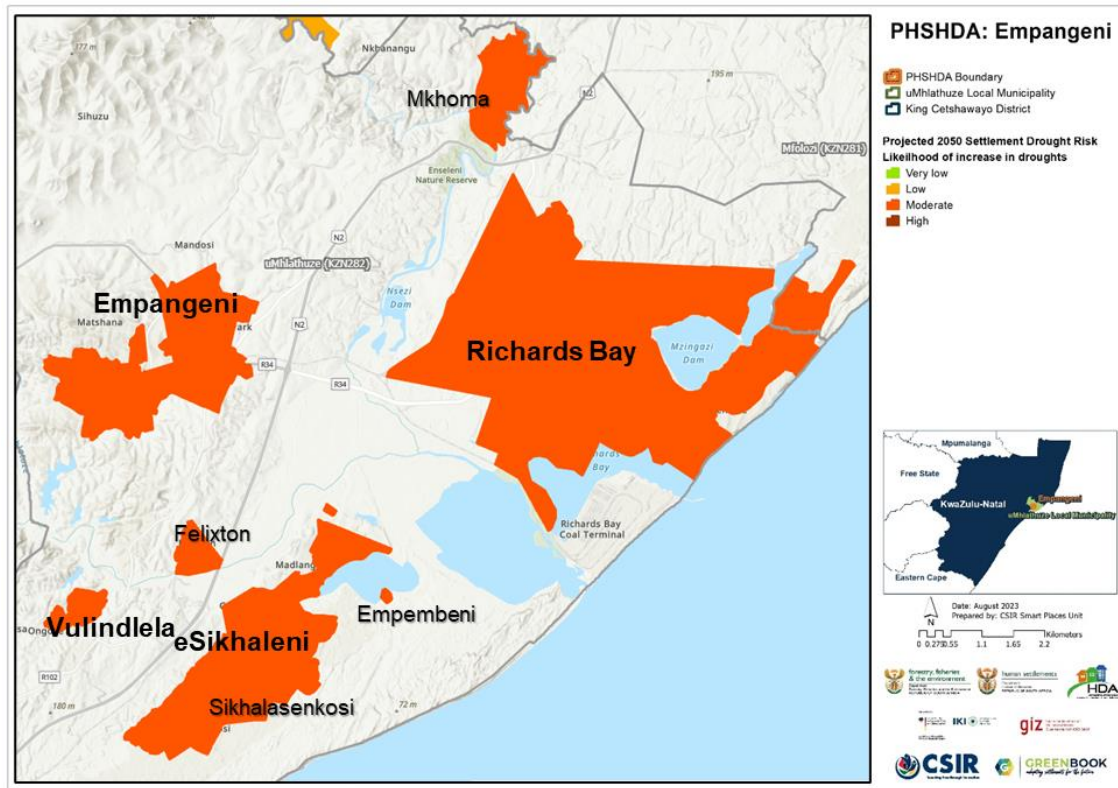 PHSHDA: Empangeni
PHSHDA Boundary
uMhlathuze Local Municipality
King Cetshawayo District
Projected 2050 Settlement Drought Risk
Likeilhood of increase in droughts
Very low
Low
Moderate
High
177 m
Nkhanangu
195 m
Sihuzu
Mkhoma
N2
Mfolozi (KZN281)
Enseleni
Nature Reserve
Mandosi
N2
uMhlathuze (KZN282)
Empangeni
Nsezi
Dam
Matshana
ark
N2
Richards Bay
Mzingazi
Dam
R34
R34
Bay
Richards Bay
Coal Terminal
Felixton
Madlang
Empembeni
Vulindlela
eSikhaleni
R102
Sikhalasenkosi
180 m
72 m
Mpumalanga
Free State
KwaZulu-Natal
Empangeni
uMhlathuze Local Municipality
Eastern Cape
N
Date: August 2023
Prepared by: CSIR Smart Places Unit
Kilometers
0 0.275 0.55 1.1 1.65 2.2
forestry, fisheries
& the environment
human settlements
HDA
IKI
giz
CSIR
GREENBOOK